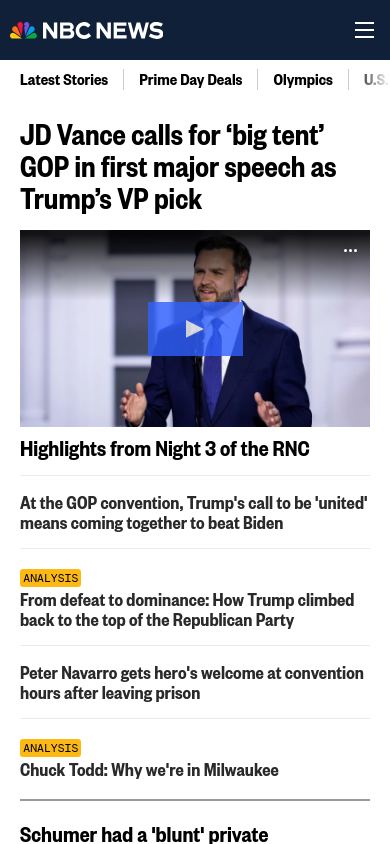 NBC NEWS
Latest Stories
Prime Day Deals
Olympics
U.S.
JD Vance calls for ‘big tent’
GOP in first major speech as
Trump’s VP pick
Highlights from Night 3 of the RNC
At the GOP convention, Trump's call to be 'united'
means coming together to beat Biden
ANALYSIS
From defeat to dominance: How Trump climbed
back to the top of the Republican Party
Peter Navarro gets hero's welcome at convention
hours after leaving prison
ANALYSIS
Chuck Todd: Why we're in Milwaukee
Schumer had a 'blunt' private